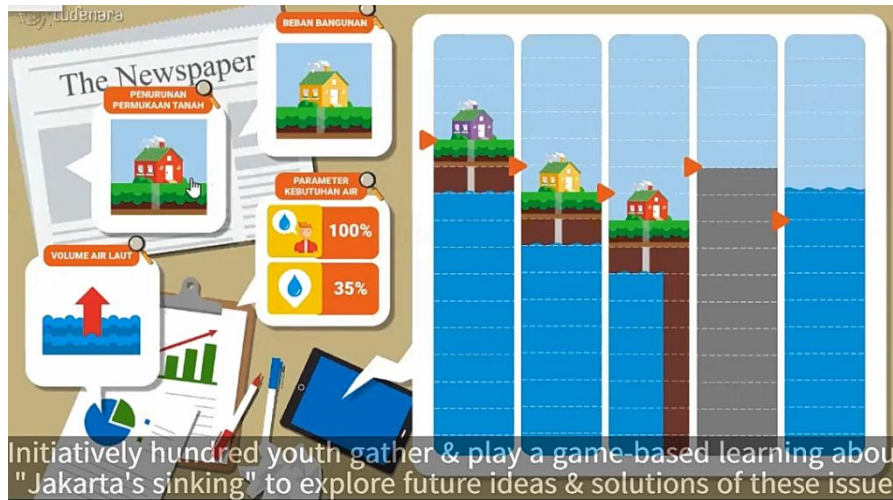 Ludenara
The Newspaper
PENURUNAN
PERMUKAAN TANAH
BEBAN BANGUNAN
PARAMETER
KEBUTUHAN AIR
100%
35%
VOLUME AIR LAUT
Initiatively hundred youth gather & play a game-based learning abou
"Jakarta's sinking" to explore future ideas & solutions of these issue